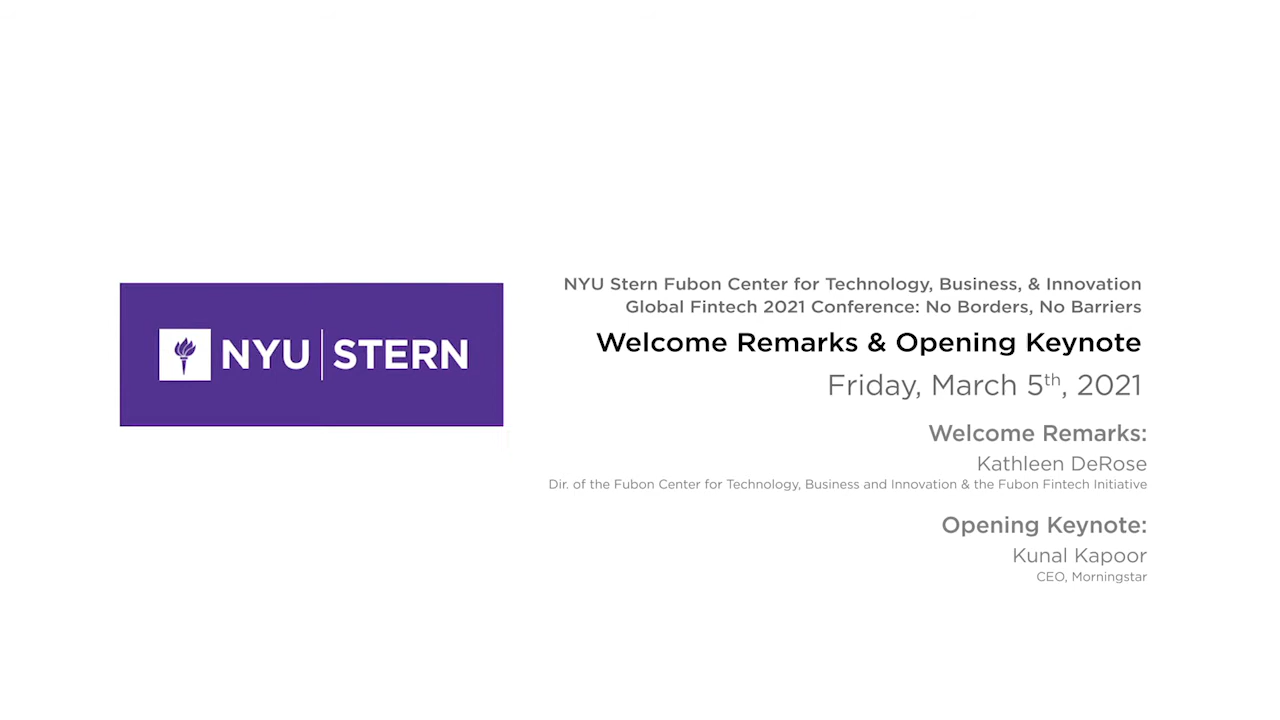 NYU STERN
NYU Stern Fubon Center for Technology, Business, & Innovation
Global Fintech 2021 Conference: No Borders, No Barriers
Welcome Remarks & Opening Keynote
Friday, March 5th, 2021
Welcome Remarks:
Kathleen DeRose
Dir. of the Fubon Center for Technology, Business and Innovation & the Fubon Fintech Initiative
Opening Keynote:
Kunal Kapoor
CEO, Morningstar